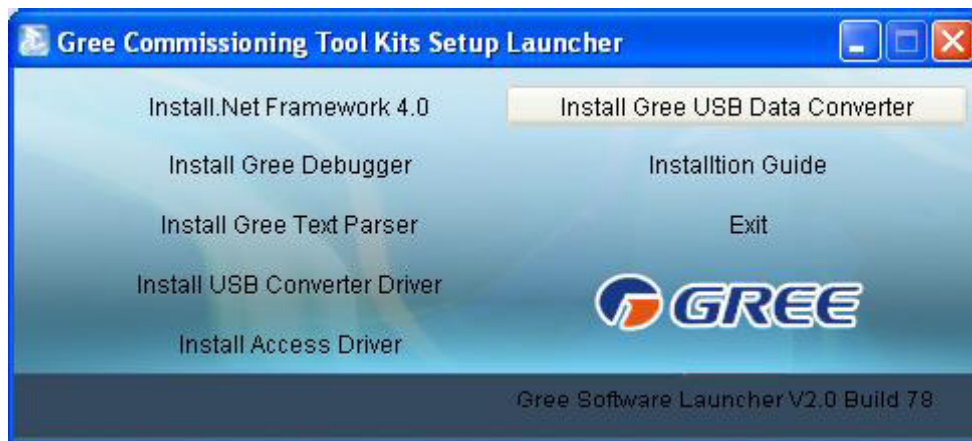 Gree Commissioning Tool Kits Setup Launcher
Install.Net Framework 4.0
Install Gree USB Data Converter
Install Gree Debugger
Installtion Guide
Install Gree Text Parser
Exit
Install USB Converter Driver
GREE
Install Access Driver
Gree Software Launcher V2.0 Build 78